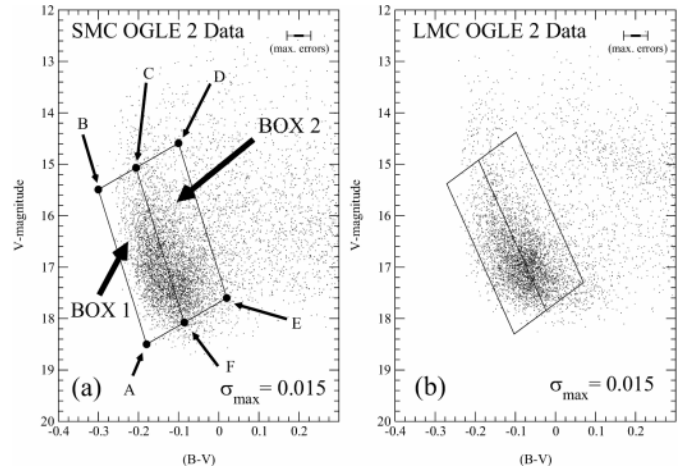 SMC OGLE 2 Data
(max. errors)
C
D
B
BOX 2
BOX 1
E
A
F
(a)
σmax = 0.015
V-magnitude
12
13
14
15
16
17
18
19
20
-0.4
-0.3
-0.2
-0.1
0
0.1
0.2
(B-V)
LMC OGLE 2 Data
(max. errors)
(b)
σmax = 0.015
V-magnitude
12
13
14
15
16
17
18
19
20
-0.4
-0.3
-0.2
-0.1
0
0.1
0.2
(B-V)